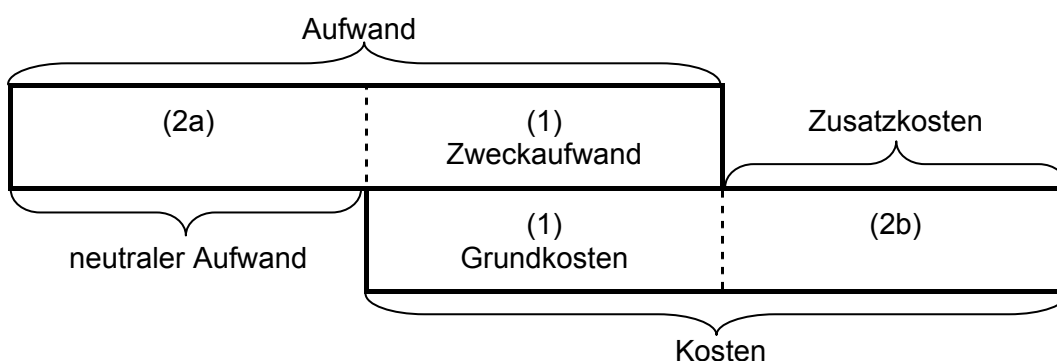 Aufwand
(2a)
(1)
Zweckaufwand
Zusatzkosten
neutraler Aufwand
(1)
Grundkosten
(2b)
Kosten